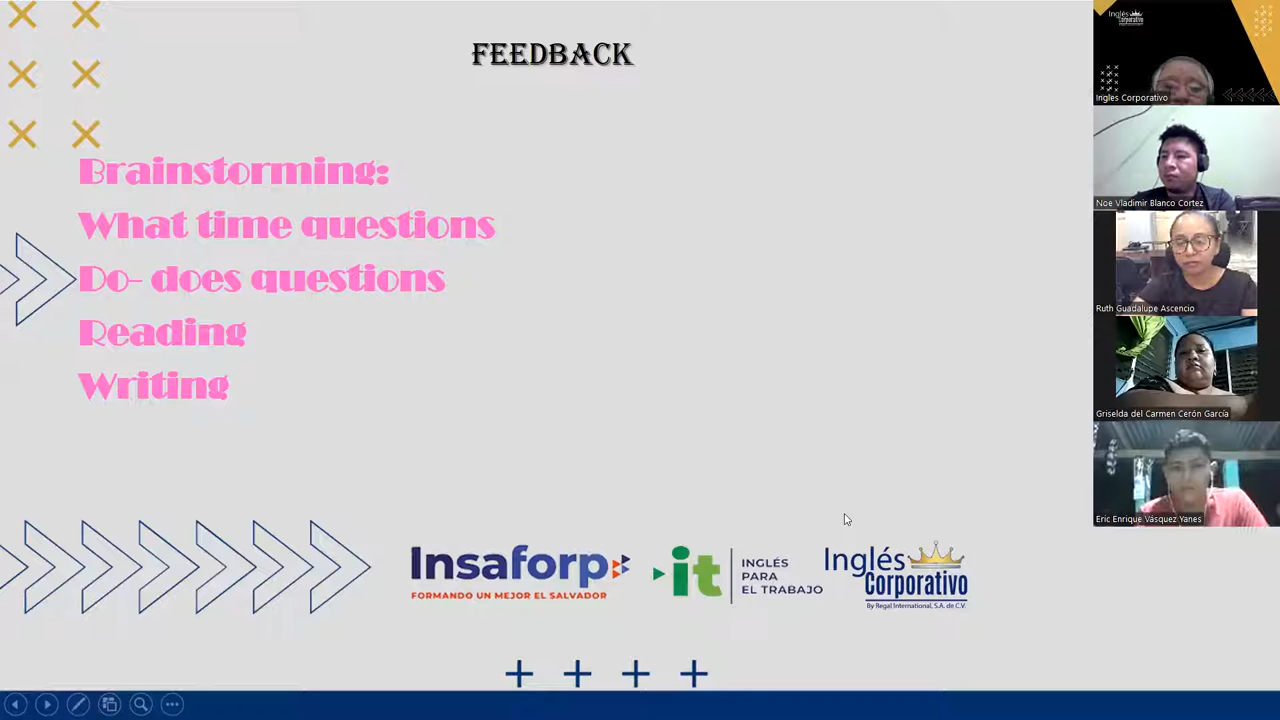 FEEDBACK
Brainstorming:
What time questions
Do- does questions
Reading
Writing
Insaforp
FORMANDO UN MEJOR EL SALVADOR
it
INGLÉS
PARA
EL TRABAJO
Inglés
Corporativo
By Regal International, S.A. de C.V.
Inglés
Corporativo
Ingles Corporativo
Noe Vladimir Blanco Cortez
Ruth Guadalupe Ascencio
Griselda del Carmen Cerón García
Eric Enrique Vásquez Yanes